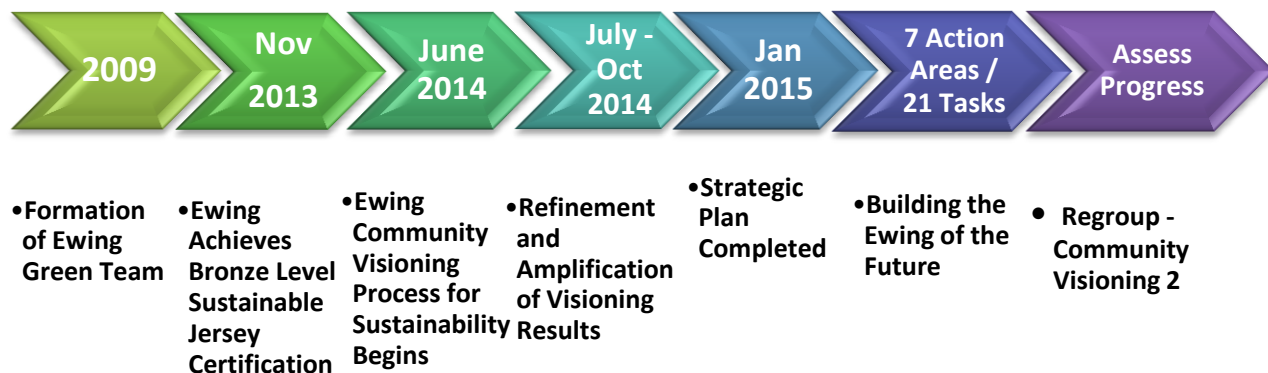 2009
Nov
2013
June
2014
July -
Oct
2014
Jan
2015
7 Action
Areas /
21 Tasks
Assess
Progress
•Formation
of Ewing
Green Team
•Ewing
Achieves
Bronze Level
Sustainable
Jersey
Certification
•Ewing
Community
Visioning
Process for
Sustainability
Begins
•Refinement
and
Amplification
of Visioning
Results
•Strategic
Plan
Completed
•Building the
Ewing of the
Future
• Regroup -
Community
Visioning 2